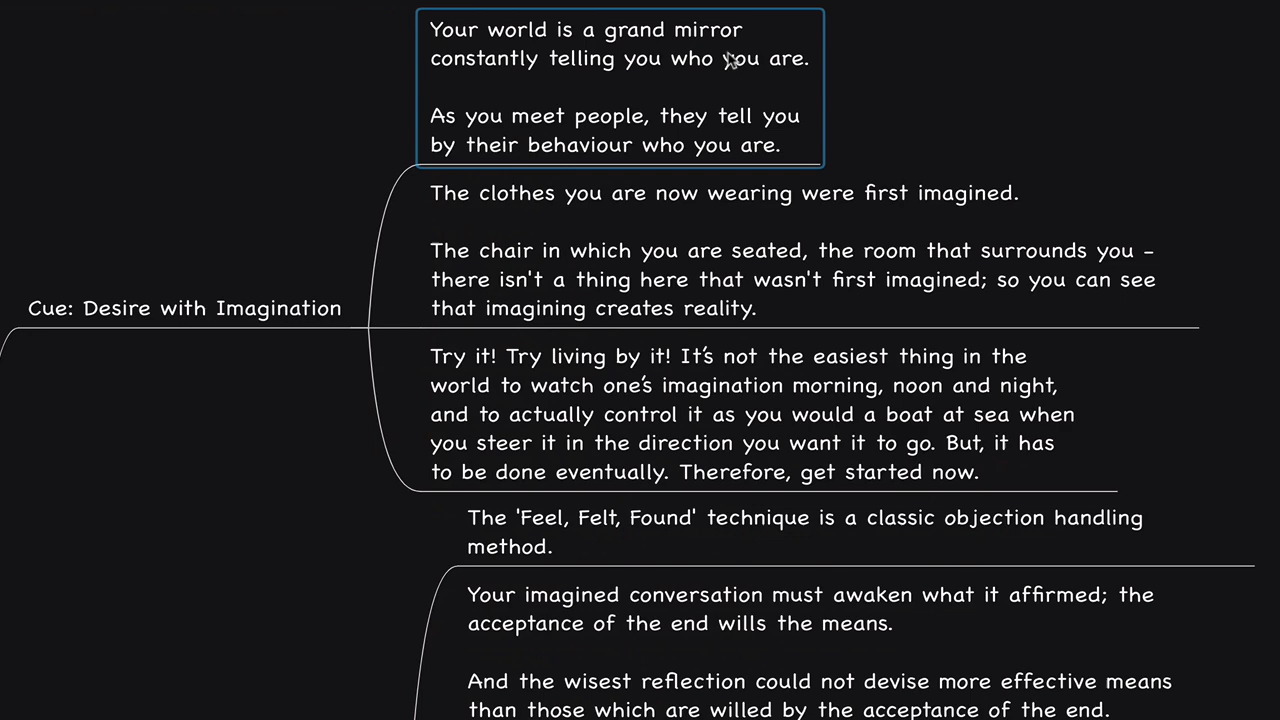 Your world is a grand mirror
constantly telling you who you are.
As you meet people, they tell you
by their behaviour who you are.
The clothes you are now wearing were first imagined.
The chair in which you are seated, the room that surrounds you –
there isn't a thing here that wasn't first imagined; so you can see
that imagining creates reality.
Cue: Desire with Imagination
Try it! Try living by it! It's not the easiest thing in the
world to watch one's imagination morning, noon and night,
and to actually control it as you would a boat at sea when
you steer it in the direction you want it to go. But, it has
to be done eventually. Therefore, get started now.
The 'Feel, Felt, Found' technique is a classic objection handling
method.
Your imagined conversation must awaken what it affirmed; the
acceptance of the end wills the means.
And the wisest reflection could not devise more effective means
than those which are willed by the acceptance of the end.